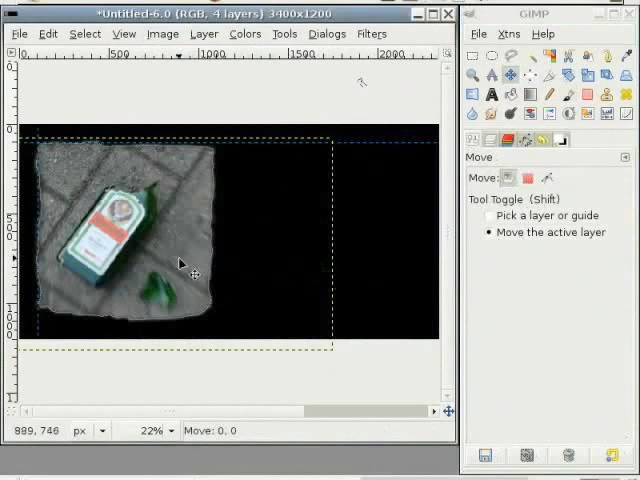 *Untitled-6.0 (RGB, 4 layers) 3400x1200
File Edit Select View Image Layer Colors Tools Dialogs Filters
0 500 1000 1500 2000
889, 746 px 22% Move: 0, 0
GIMP
File Xtns Help
Move
Move:
Tool Toggle (Shift)
Pick a layer or guide
Move the active layer